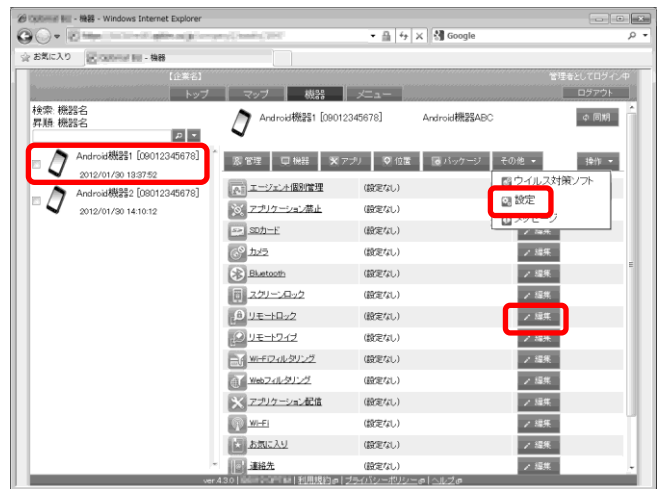 - 機器 - Windows Internet Explorer
Google
お気に入り
- 機器
【企業名】
管理者としてログイン中
トップ マップ 機器 メニュー ログアウト
検索: 機器名
昇順: 機器名
Android機器1 [09012345678]
2012/01/30 13:37:52
Android機器2 [08012345678]
2012/01/30 14:10:12
Android機器1 [09012345678] Android機器ABC 同期
管理 機器 アプリ 位置 パッケージ その他 操作
ウイルス対策ソフト
設定
メッセージ
エージェント個別管理 (設定なし)
アプリケーション禁止 (設定なし)
SDカード (設定なし) 編集
カメラ (設定なし) 編集
Bluetooth (設定なし) 編集
スクリーンロック (設定なし) 編集
リモートロック (設定なし) 編集
リモートワイプ (設定なし) 編集
Wi-Fiフィルタリング (設定なし) 編集
Webフィルタリング (設定なし) 編集
アプリケーション配信 (設定なし) 編集
Wi-Fi (設定なし) 編集
お気に入り (設定なし) 編集
連絡先 (設定なし) 編集
ver.4.3.0 | | 利用規約 | プライバシーポリシー | ヘルプ